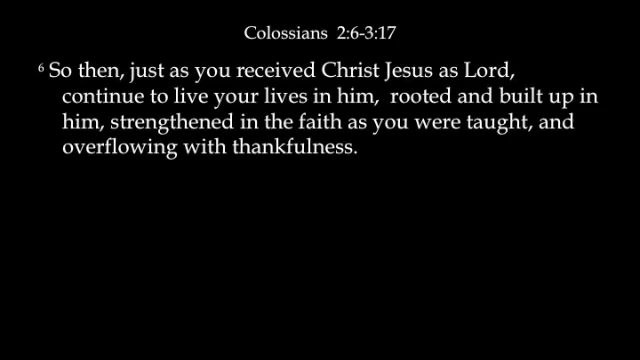 Colossians 2:6-3:17
6 So then, just as you received Christ Jesus as Lord,
continue to live your lives in him, rooted and built up in
him, strengthened in the faith as you were taught, and
overflowing with thankfulness.